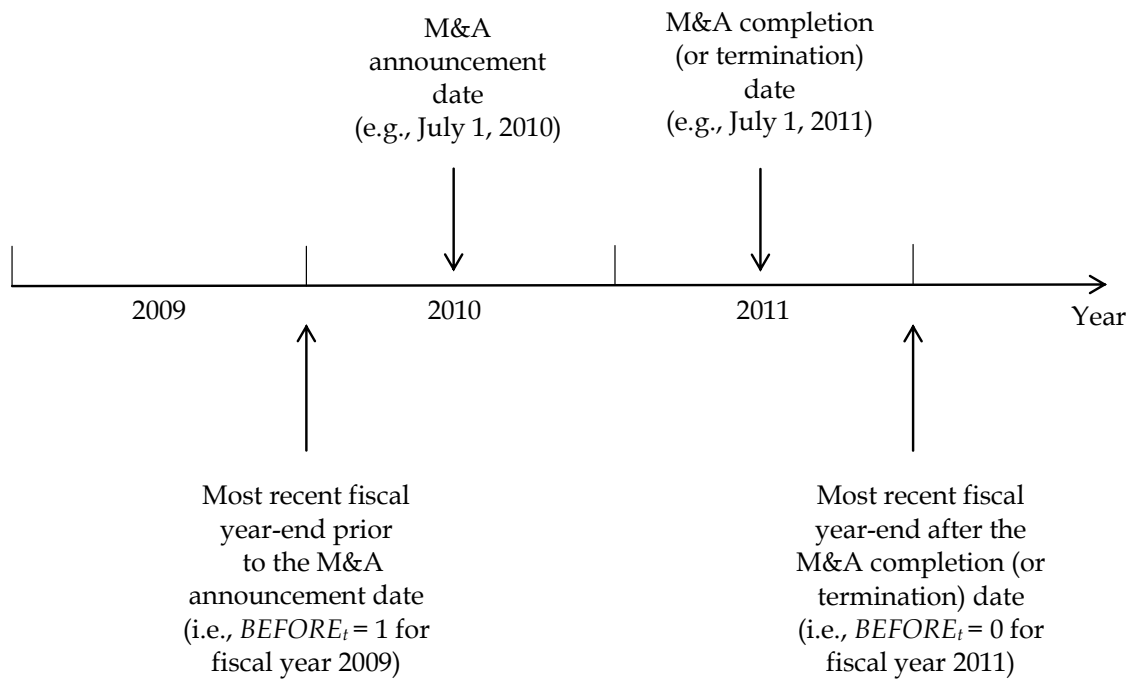 M&A
announcement
date
(e.g., July 1, 2010)
M&A completion
(or termination)
date
(e.g., July 1, 2011)
2009
2010
2011
Year
Most recent fiscal
year-end prior
to the M&A
announcement date
(i.e., BEFOREₜ = 1 for
fiscal year 2009)
Most recent fiscal
year-end after the
M&A completion (or
termination) date
(i.e., BEFOREₜ = 0 for
fiscal year 2011)